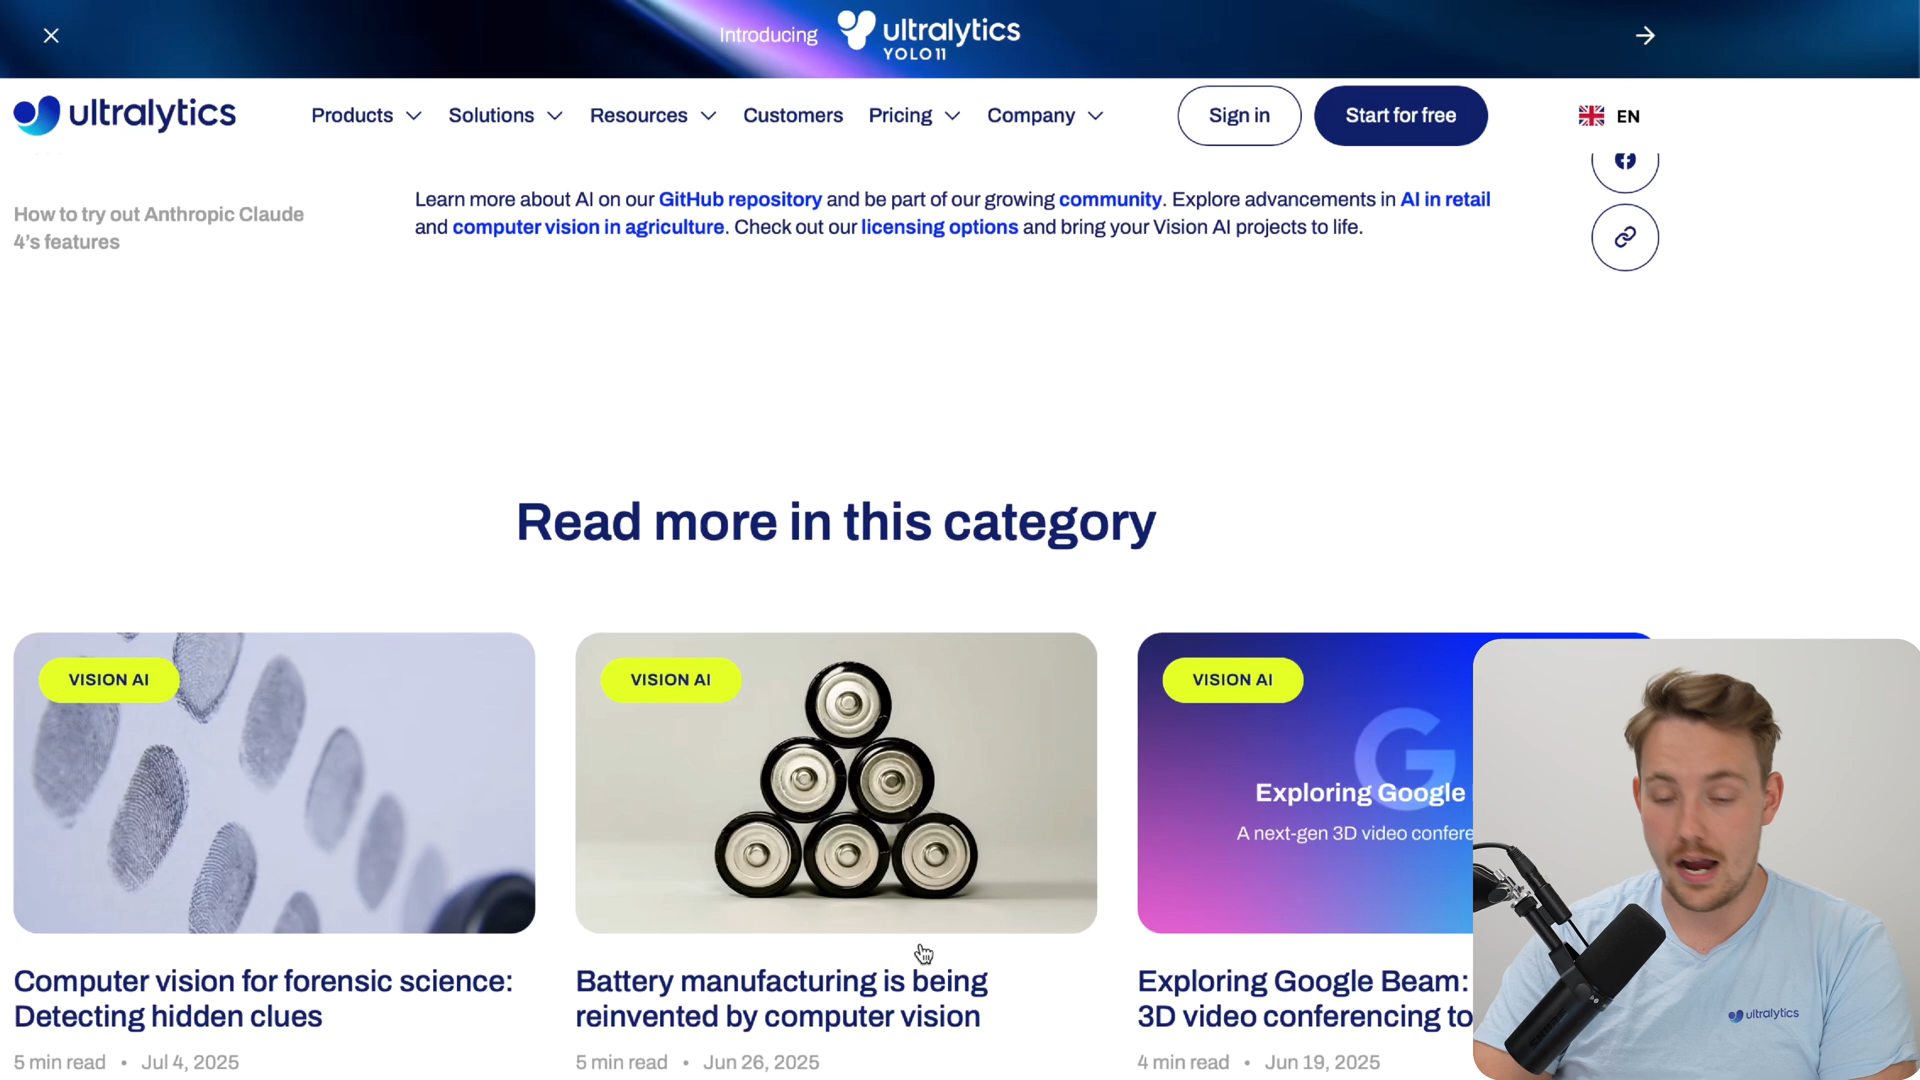 Introducing ultralytics
YOLO11
ultralytics Products Solutions Resources Customers Pricing Company Sign in Start for free EN
How to try out Anthropic Claude
4's features
Learn more about AI on our GitHub repository and be part of our growing community. Explore advancements in AI in retail
and computer vision in agriculture. Check out our licensing options and bring your Vision AI projects to life.
Read more in this category
VISION AI
Computer vision for forensic science:
Detecting hidden clues
5 min read • Jul 4, 2025
VISION AI
Battery manufacturing is being
reinvented by computer vision
5 min read • Jun 26, 2025
VISION AI
Exploring Google
A next-gen 3D video confere
Exploring Google Beam:
3D video conferencing to
4 min read • Jun 19, 2025
ultralytics